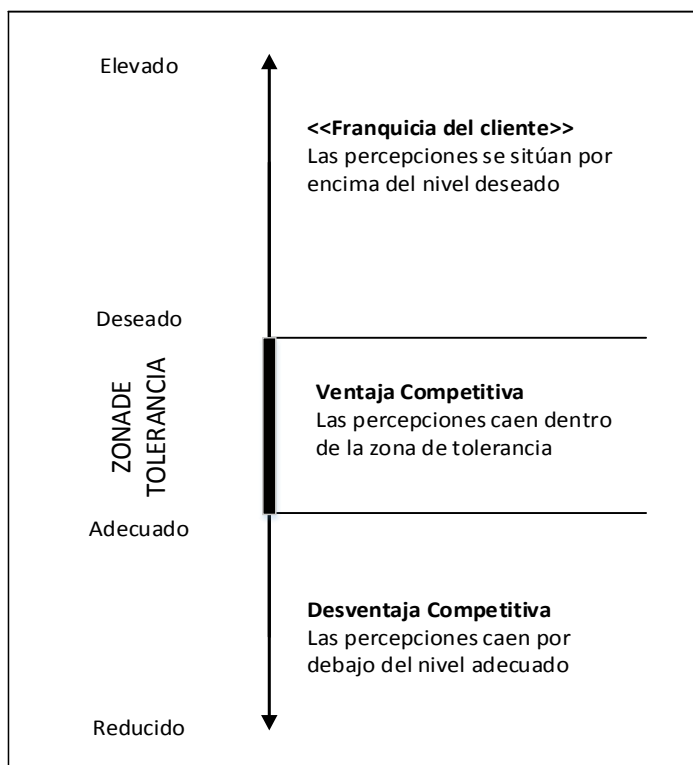 Elevado
<<Franquicia del cliente>>
Las percepciones se sitúan por
encima del nivel deseado
Deseado
ZONADE
TOLERANCIA
Ventaja Competitiva
Las percepciones caen dentro
de la zona de tolerancia
Adecuado
Desventaja Competitiva
Las percepciones caen por
debajo del nivel adecuado
Reducido